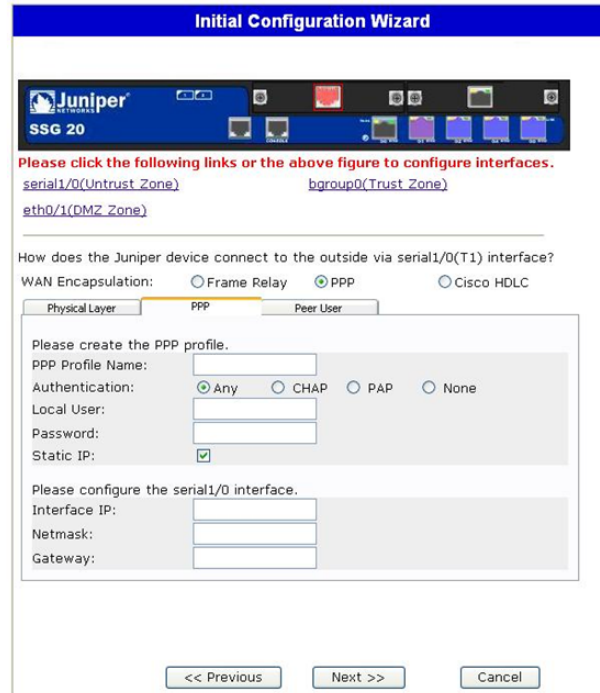 Initial Configuration Wizard
Juniper
NETWORKS
SSG 20
CONSOLE
Please click the following links or the above figure to configure interfaces.
serial1/0(Untrust Zone) bgroup0(Trust Zone)
eth0/1(DMZ Zone)
How does the Juniper device connect to the outside via serial1/0(T1) interface?
WAN Encapsulation: Frame Relay PPP Cisco HDLC
Physical Layer PPP Peer User
Please create the PPP profile.
PPP Profile Name:
Authentication: Any CHAP PAP None
Local User:
Password:
Static IP:
Please configure the serial1/0 interface.
Interface IP:
Netmask:
Gateway:
<< Previous Next >> Cancel